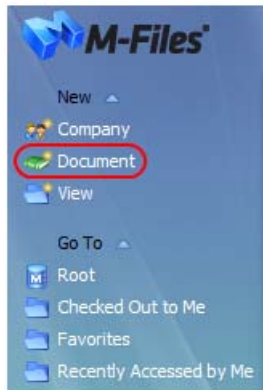 M-Files
New
Company
Document
View
Go To
Root
Checked Out to Me
Favorites
Recently Accessed by Me